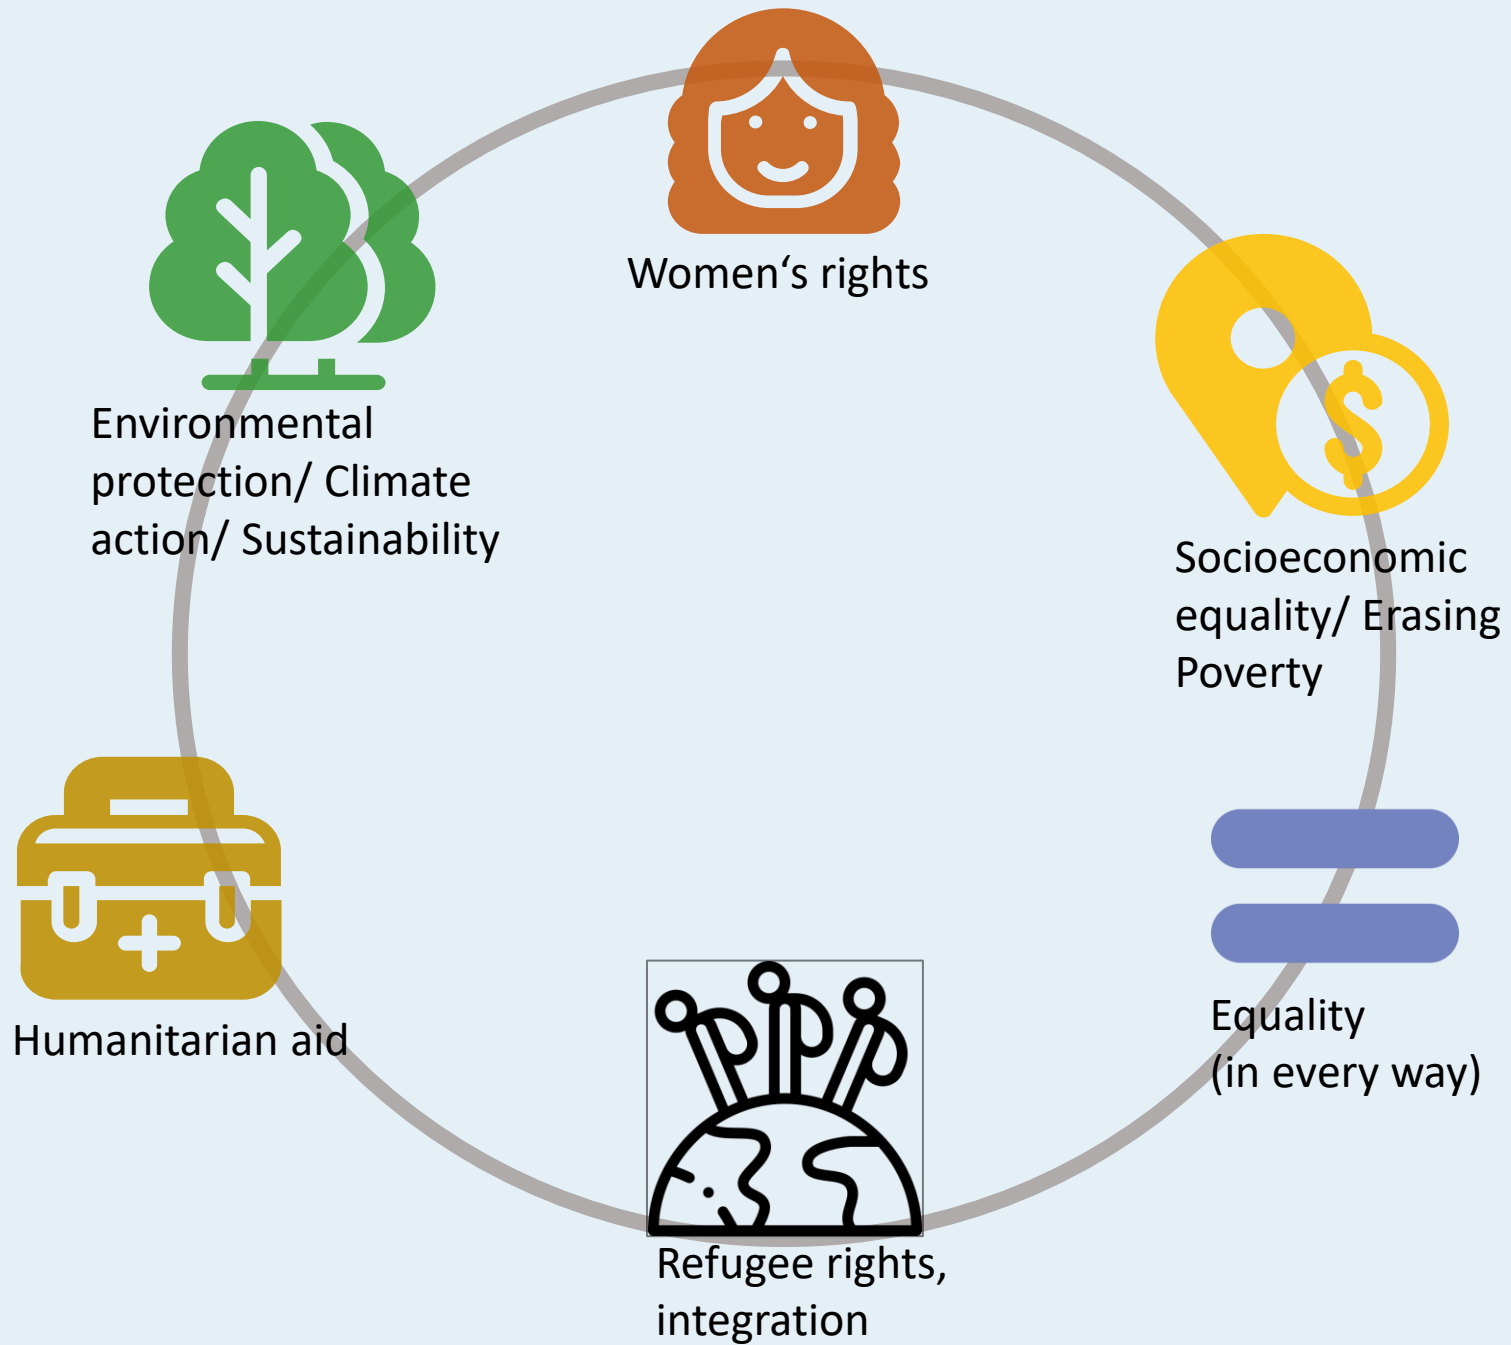 Women‘s rights
Environmental
protection/ Climate
action/ Sustainability
$
Socioeconomic
equality/ Erasing
Poverty
Humanitarian aid
Equality
(in every way)
Refugee rights,
integration